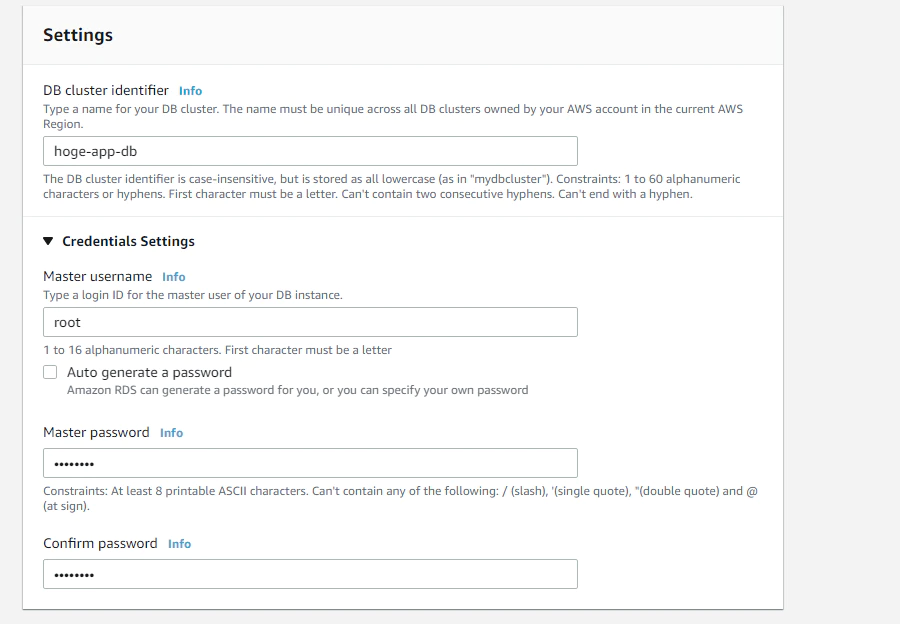 Settings
DB cluster identifier Info
Type a name for your DB cluster. The name must be unique across all DB clusters owned by your AWS account in the current AWS
Region.
hoge-app-db
The DB cluster identifier is case-insensitive, but is stored as all lowercase (as in "mydbcluster"). Constraints: 1 to 60 alphanumeric
characters or hyphens. First character must be a letter. Can't contain two consecutive hyphens. Can't end with a hyphen.
Credentials Settings
Master username Info
Type a login ID for the master user of your DB instance.
root
1 to 16 alphanumeric characters. First character must be a letter
Auto generate a password
Amazon RDS can generate a password for you, or you can specify your own password
Master password Info
••••••••
Constraints: At least 8 printable ASCII characters. Can't contain any of the following: / (slash), '(single quote), "(double quote) and @
(at sign).
Confirm password Info
••••••••